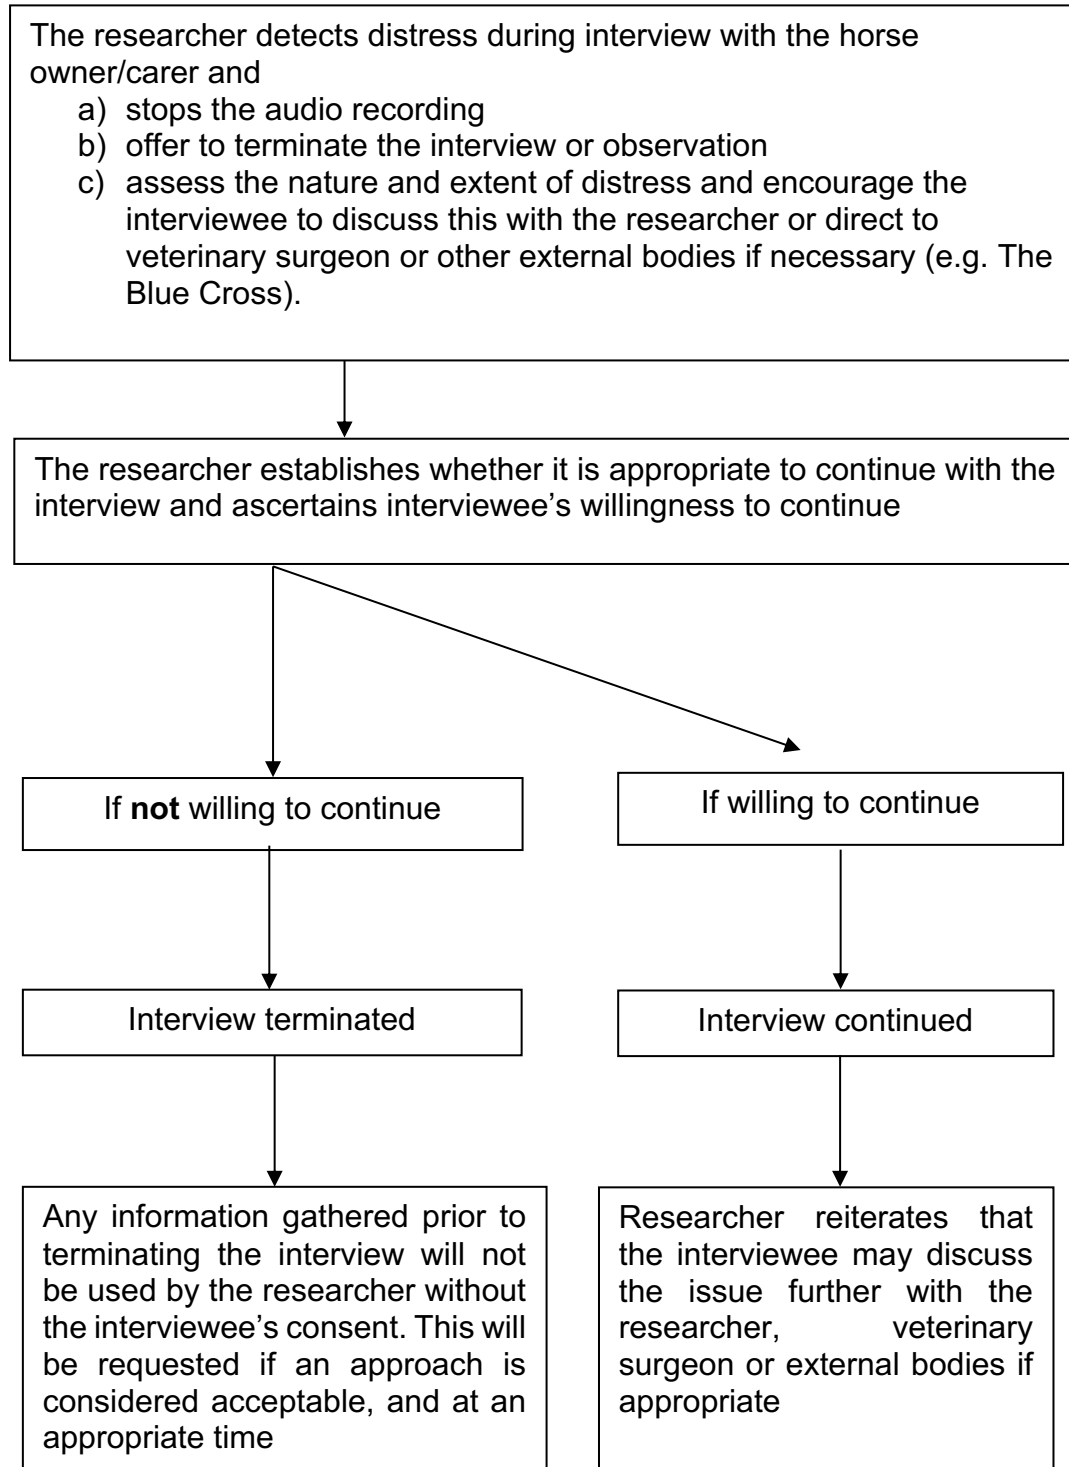 The researcher detects distress during interview with the horse
owner/carer and
a) stops the audio recording
b) offer to terminate the interview or observation
c) assess the nature and extent of distress and encourage the
interviewee to discuss this with the researcher or direct to
veterinary surgeon or other external bodies if necessary (e.g. The
Blue Cross).
The researcher establishes whether it is appropriate to continue with the
interview and ascertains interviewee’s willingness to continue
If not willing to continue
If willing to continue
Interview terminated
Interview continued
Any information gathered prior to
terminating the interview will not
be used by the researcher without
the interviewee’s consent. This will
be requested if an approach is
considered acceptable, and at an
appropriate time
Researcher reiterates that
the interviewee may discuss
the issue further with the
researcher, veterinary
surgeon or external bodies if
appropriate